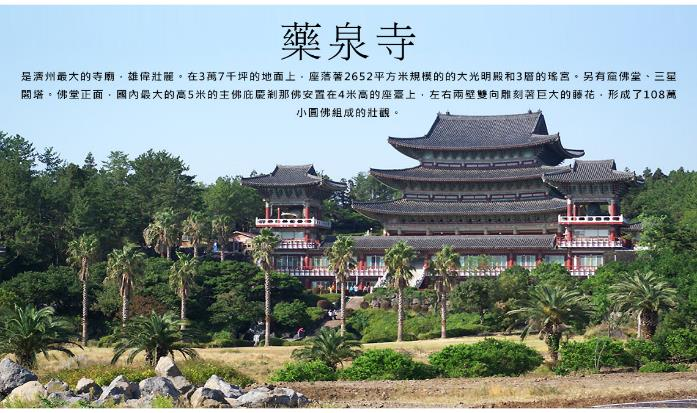 藥泉寺
是濟州最大的寺廟，雄偉壯麗。在3萬7千坪的地面上，座落著2652平方米規模的的大光明殿和3層的瑤宮。另有窟佛堂、三星
閣塔。佛堂正面，國內最大的高5米的主佛庇慶剎那佛安置在4米高的座臺上，左右兩壁雙向雕刻著巨大的藤花，形成了108萬
小圓佛組成的壯觀。